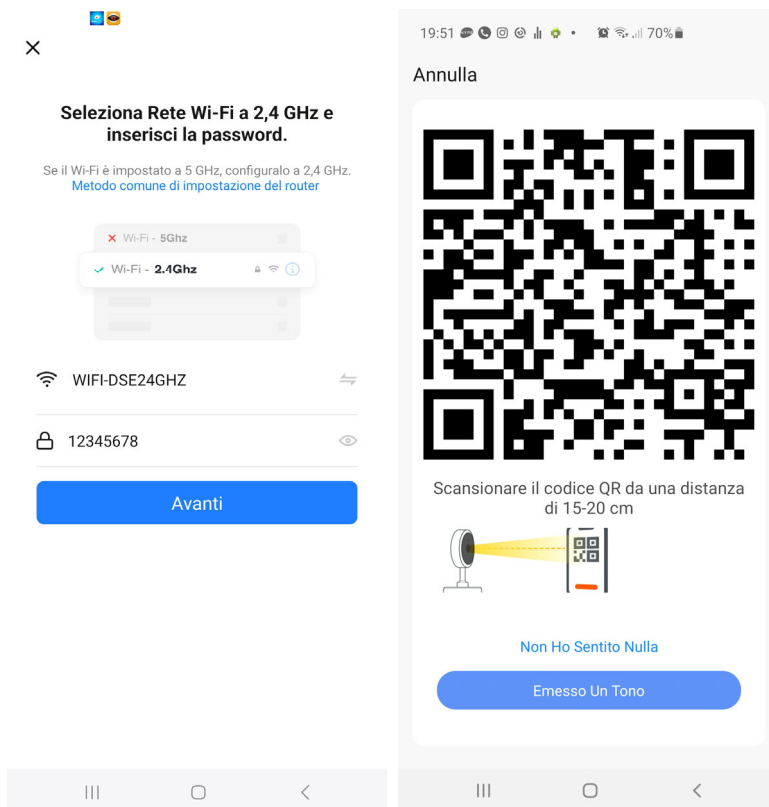 Seleziona Rete Wi-Fi a 2,4 GHz e
inserisci la password.
Se il Wi-Fi è impostato a 5 GHz, configuralo a 2,4 GHz.
Metodo comune di impostazione del router
Wi-Fi - 5Ghz
Wi-Fi - 2.4Ghz
WIFI-DSE24GHZ
12345678
Avanti
19:51 70%
Annulla
Scansionare il codice QR da una distanza
di 15-20 cm
Non Ho Sentito Nulla
Emesso Un Tono